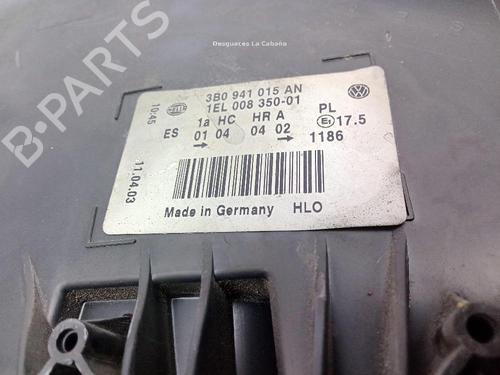 Desguaces La Cabaña
3B0 941 015 AN
1EL 008 350-01
1a HC HR A PL
ES 01 04 04 02 E1 17.5
→ → 1186
10:45
11.04.03
Made in Germany HLO
B-PARTS